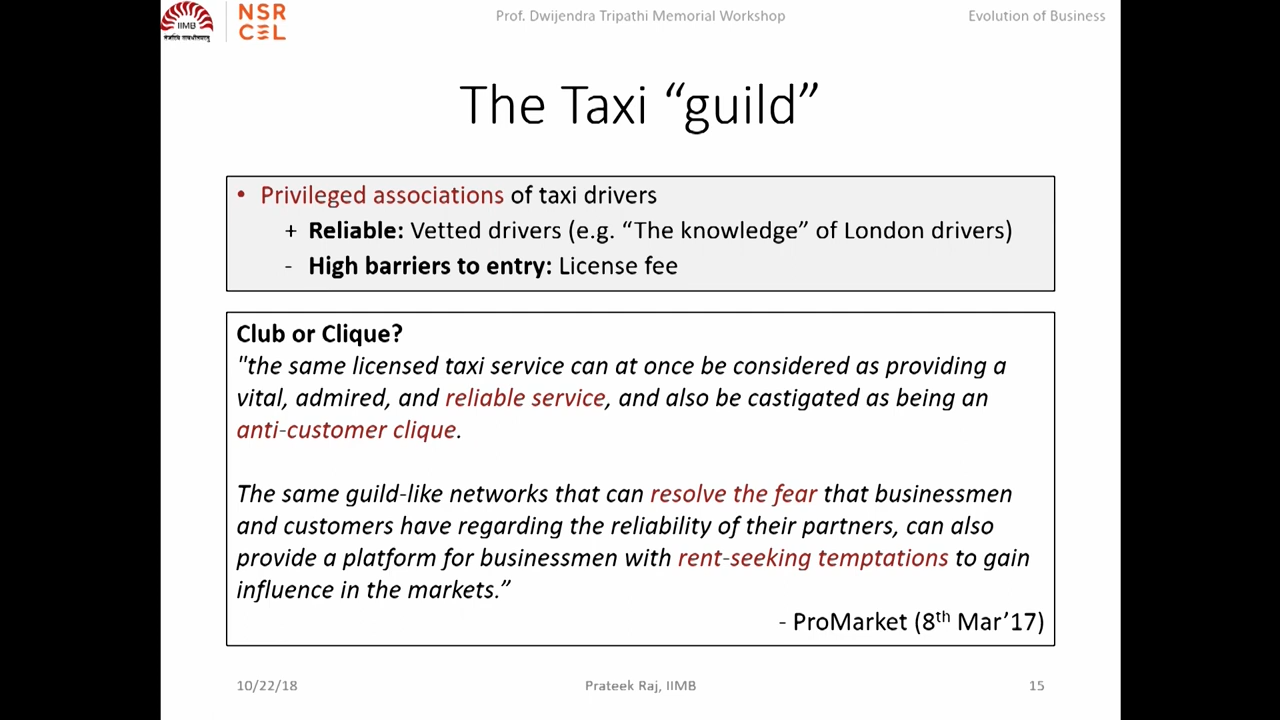 IIMB
NSR
CEL
Prof. Dwijendra Tripathi Memorial Workshop
Evolution of Business
The Taxi “guild”
• Privileged associations of taxi drivers
+ Reliable: Vetted drivers (e.g. “The knowledge” of London drivers)
- High barriers to entry: License fee
Club or Clique?
"the same licensed taxi service can at once be considered as providing a
vital, admired, and reliable service, and also be castigated as being an
anti-customer clique.
The same guild-like networks that can resolve the fear that businessmen
and customers have regarding the reliability of their partners, can also
provide a platform for businessmen with rent-seeking temptations to gain
influence in the markets.”
- ProMarket (8th Mar’17)
10/22/18
Prateek Raj, IIMB
15